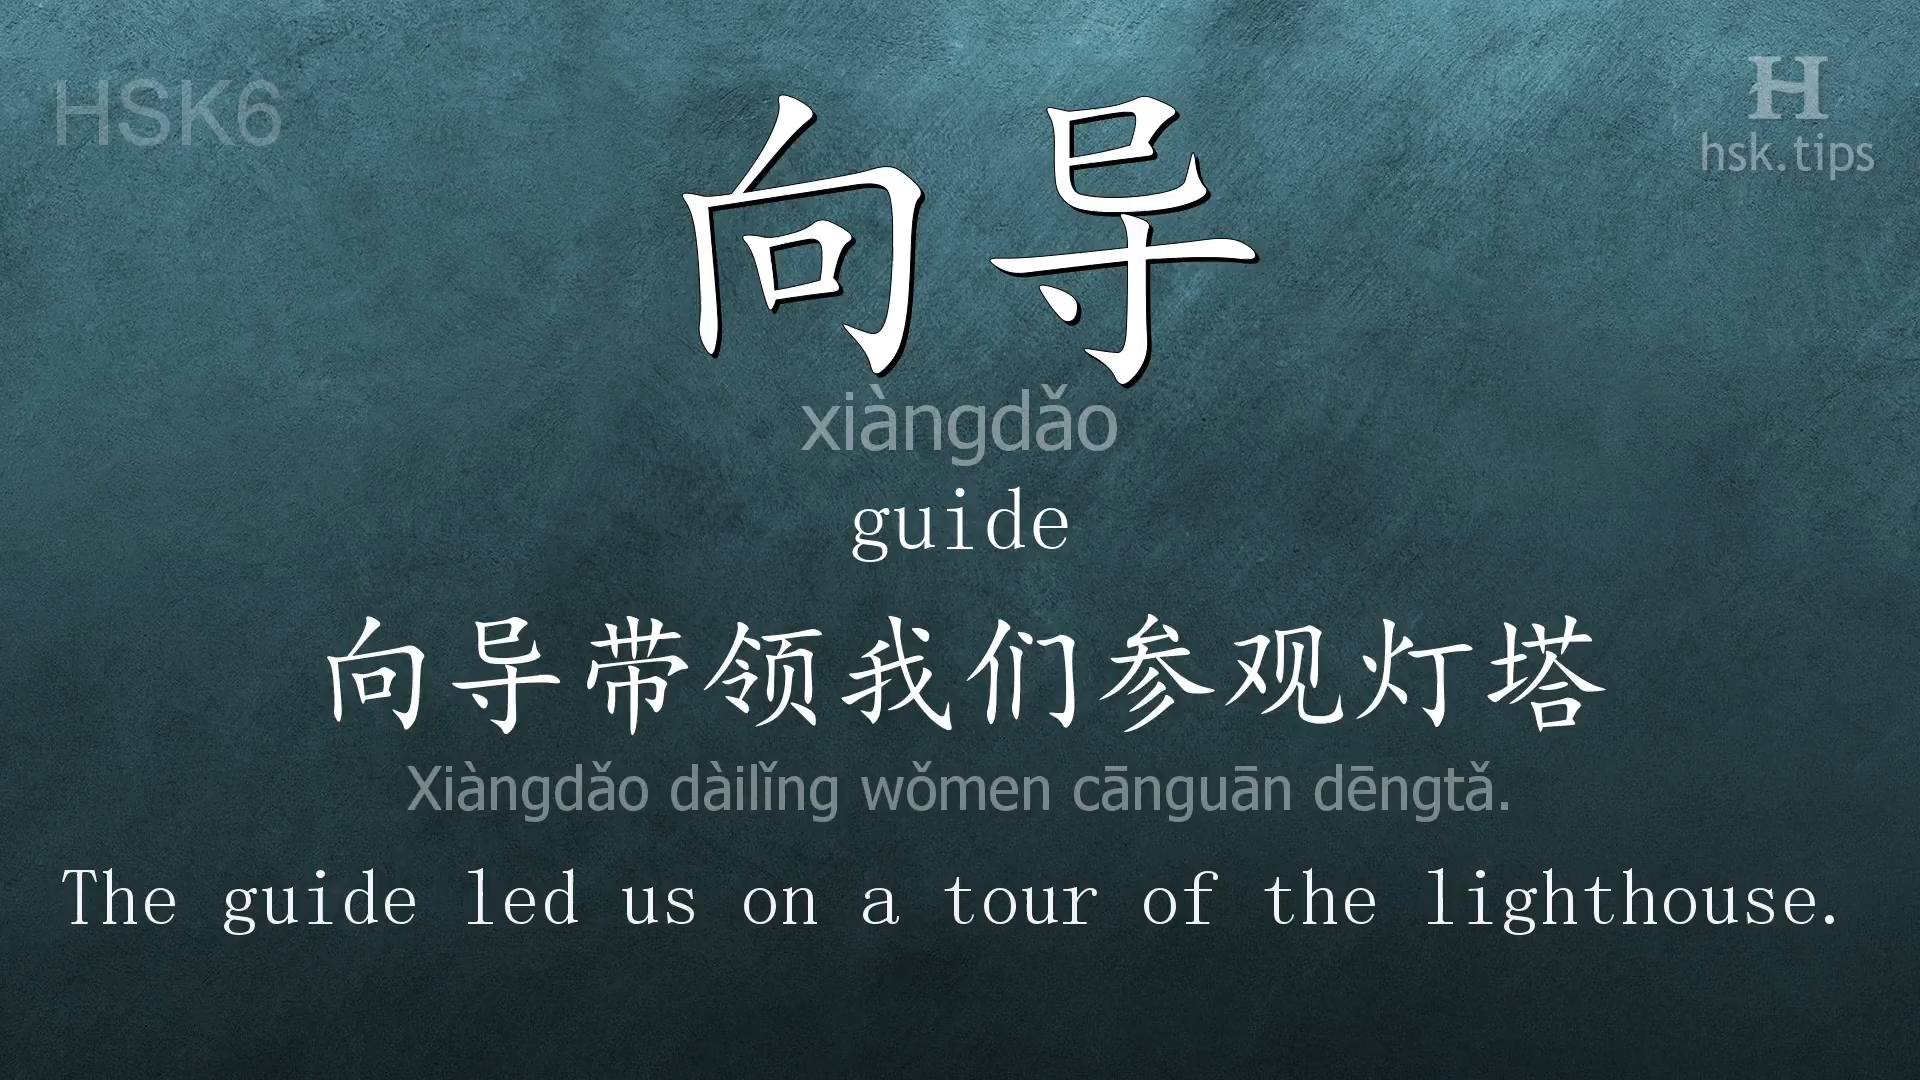 HSK6
H
hsk.tips
向导
xiàngdǎo
guide
向导带领我们参观灯塔
Xiàngdǎo dàilǐng wǒmen cānguān dēngtǎ.
The guide led us on a tour of the lighthouse.